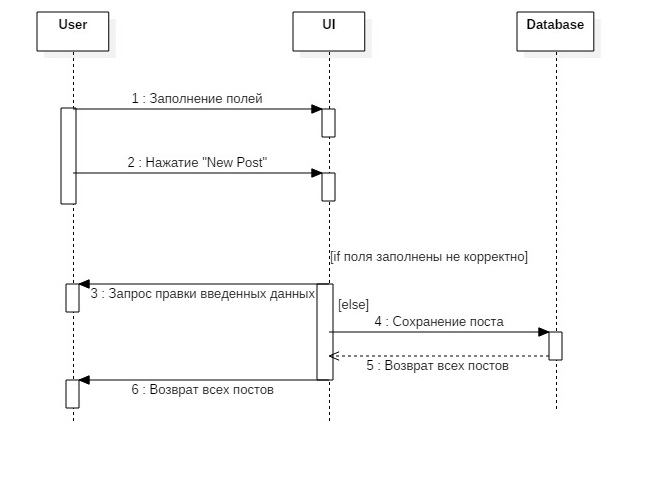 User
UI
Database
1 : Заполнение полей
2 : Нажатие "New Post"
[if поля заполнены не корректно]
3 : Запрос правки введенных данных
[else]
4 : Сохранение поста
5 : Возврат всех постов
6 : Возврат всех постов